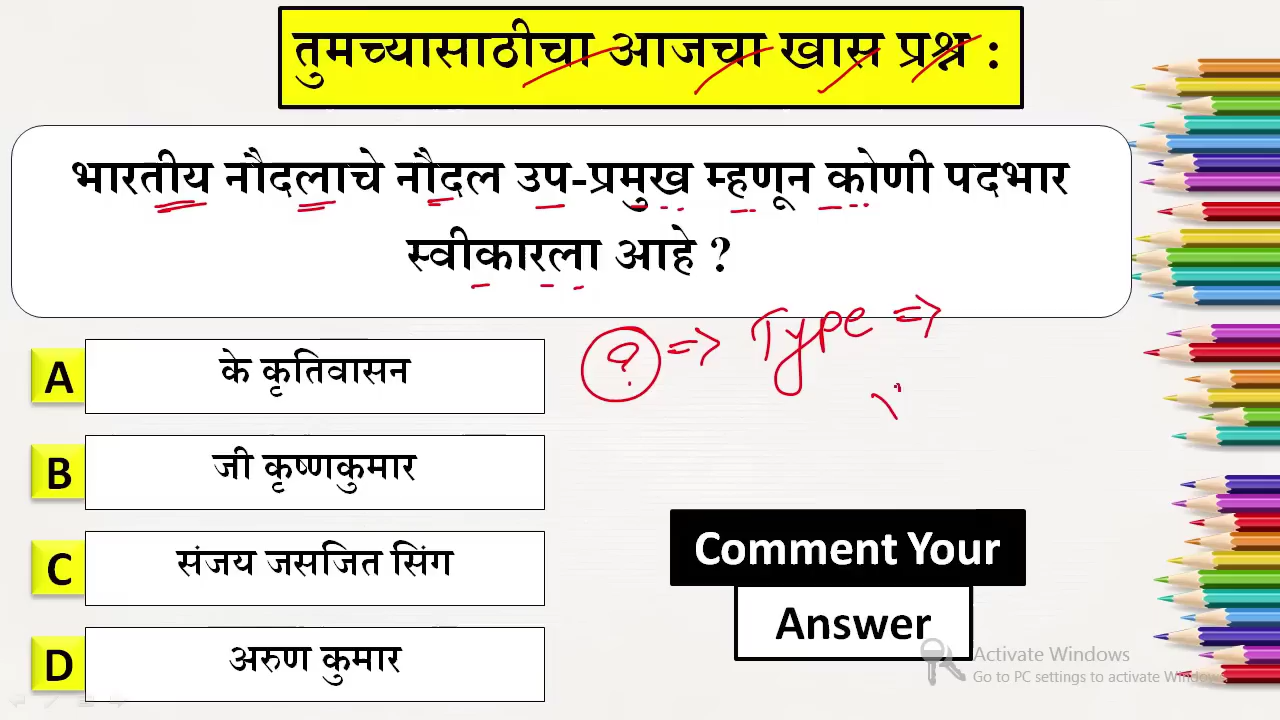 तुमच्यासाठीचा आजचा खास प्रश्न :
भारतीय नौदलाचे नौदल उप-प्रमुख म्हणून कोणी पदभार
स्वीकारला आहे ?
? => Type =>
A के कृतिवासन
B जी कृष्णकुमार
C संजय जसजित सिंग
D अरुण कुमार
Comment Your
Answer
Activate Windows
Go to PC settings to activate Windows.